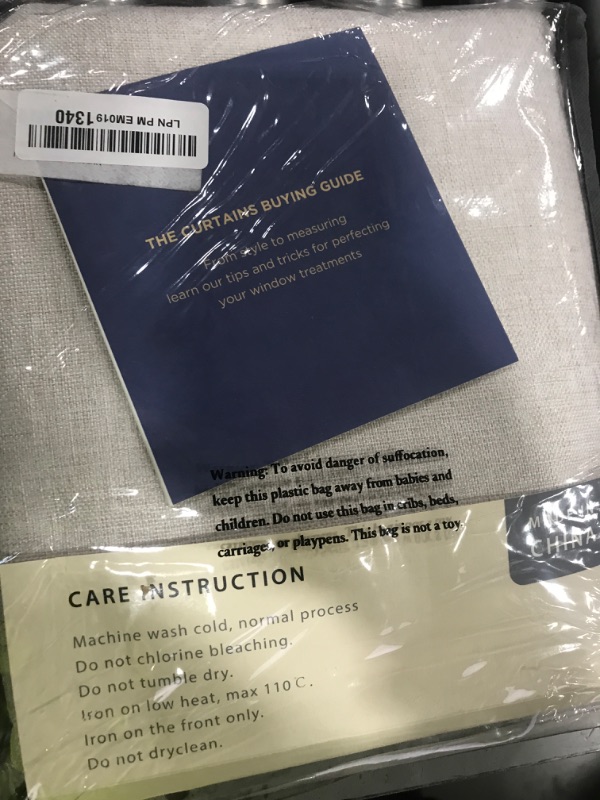 LPN PM EM0191340
THE CURTAINS BUYING GUIDE
From style to measuring
learn our tips and tricks for perfecting
your window treatments
Warning: To avoid danger of suffocation,
keep this plastic bag away from babies and
children. Do not use this bag in cribs, beds,
carriages, or playpens. This bag is not a toy.
CHINA
CARE INSTRUCTION
Machine wash cold, normal process
Do not chlorine bleaching.
Do not tumble dry.
Iron on low heat, max 110℃.
Iron on the front only.
Do not dryclean.